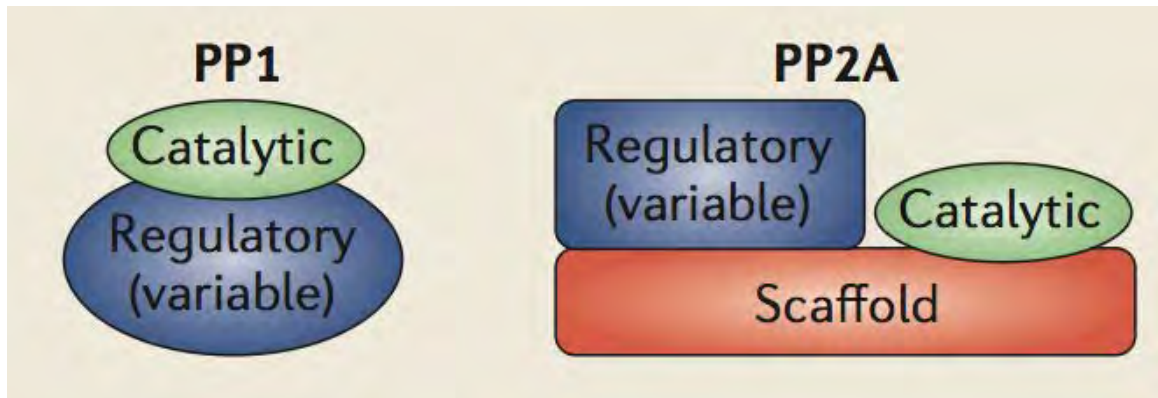 PP1
Catalytic
Regulatory
(variable)
PP2A
Regulatory
(variable)
Catalytic
Scaffold